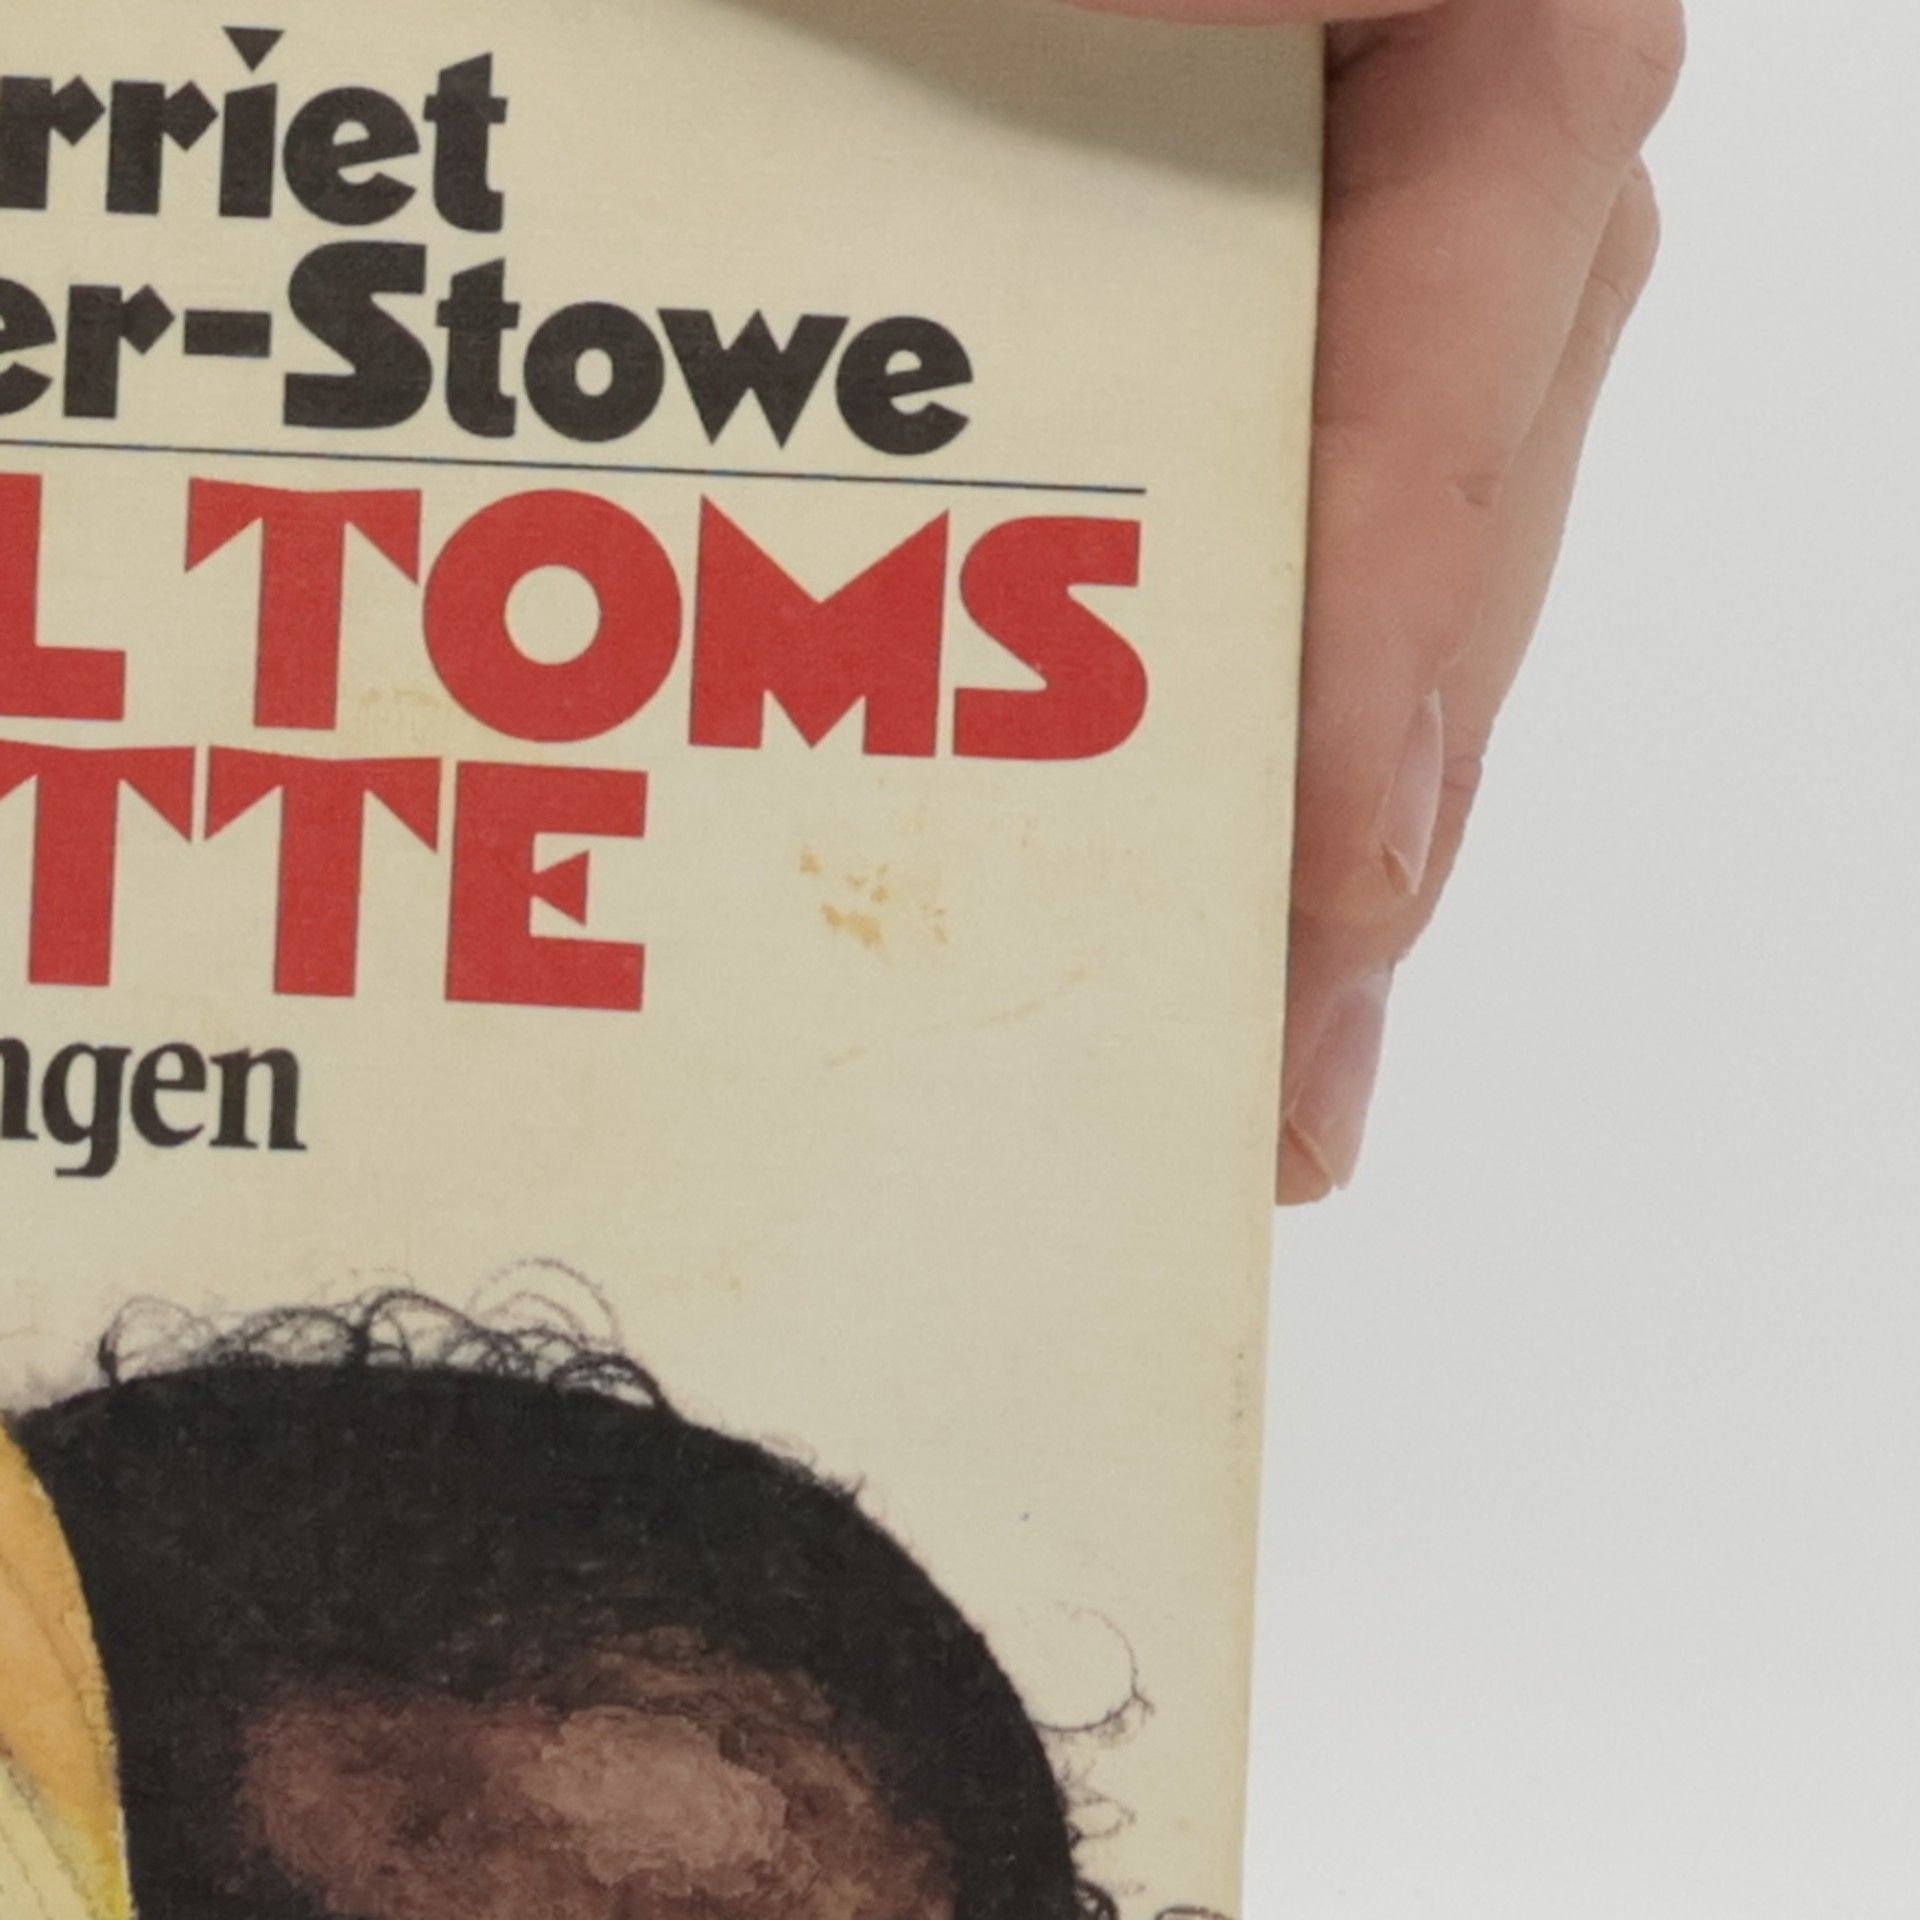 rriet
er-Stowe
L TOMS
TTE
ngen